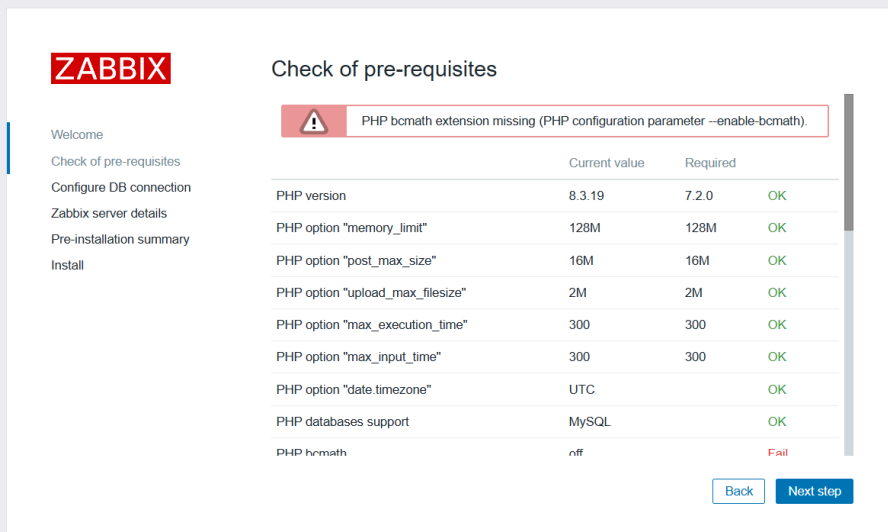 ZABBIX
Welcome
Check of pre-requisites
Configure DB connection
Zabbix server details
Pre-installation summary
Install
Check of pre-requisites
PHP bcmath extension missing (PHP configuration parameter --enable-bcmath).
Current value Required
PHP version 8.3.19 7.2.0 OK
PHP option "memory_limit" 128M 128M OK
PHP option "post_max_size" 16M 16M OK
PHP option "upload_max_filesize" 2M 2M OK
PHP option "max_execution_time" 300 300 OK
PHP option "max_input_time" 300 300 OK
PHP option "date.timezone" UTC OK
PHP databases support MySQL OK
PHP bcmath off Fail
Back Next step